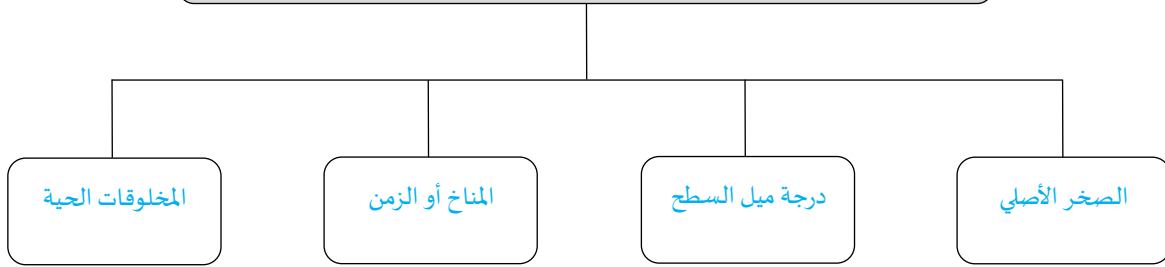 الصخر الأصلي
درجة ميل السطح
المناخ أو الزمن
المخلوقات الحية